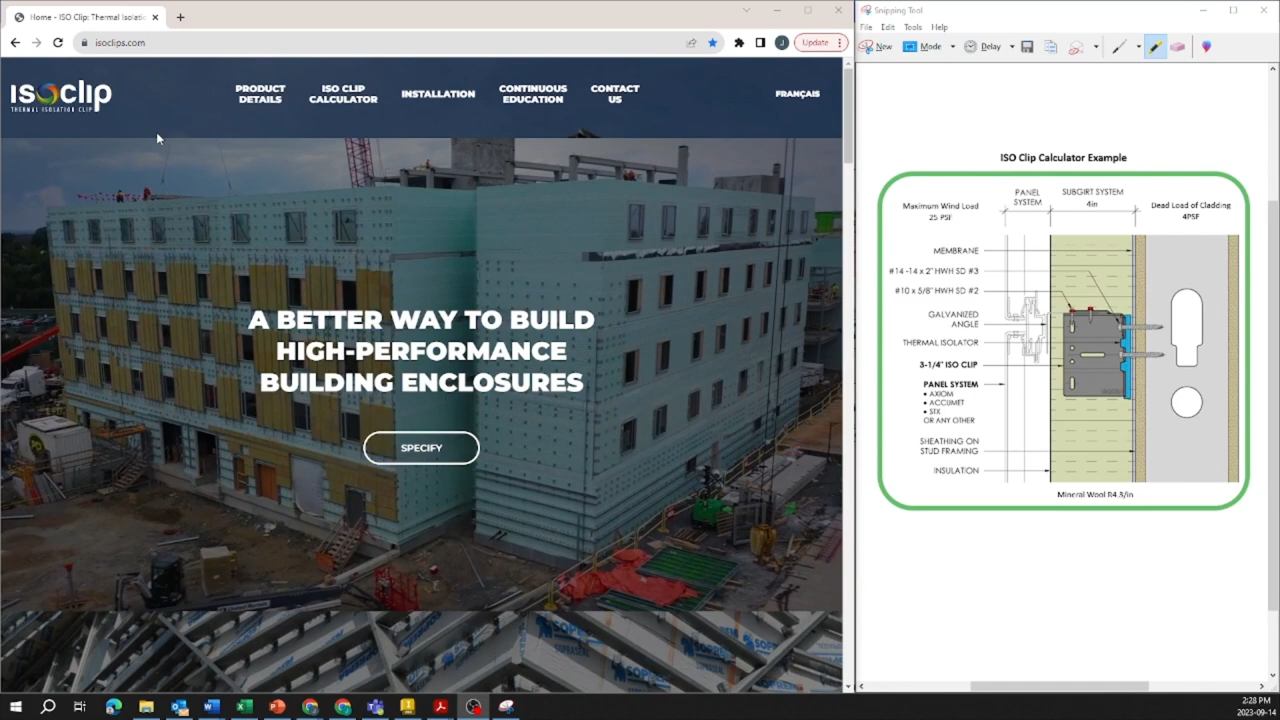 Home - ISO Clip: Thermal Isolatic
Snipping Tool
File Edit Tools Help
isoclips.com
J
Update
New Mode Delay
isoclip
THERMAL ISOLATION CLIP
PRODUCT
DETAILS
ISO CLIP
CALCULATOR
INSTALLATION
CONTINUOUS
EDUCATION
CONTACT
US
FRANÇAIS
A BETTER WAY TO BUILD
HIGH-PERFORMANCE
BUILDING ENCLOSURES
SPECIFY
SOPREMA
ISO Clip Calculator Example
Maximum Wind Load
25 PSF
PANEL
SYSTEM
SUBGIRT SYSTEM
4in
Dead Load of Cladding
4PSF
MEMBRANE
#14 -14 x 2" HWH SD #3
#10 x 5/8" HWH SD #2
GALVANIZED
ANGLE
THERMAL ISOLATOR
3-1/4" ISO CLIP
PANEL SYSTEM
• AXIOM
• ACCUMET
• STX
OR ANY OTHER
SHEATHING ON
STUD FRAMING
INSULATION
Mineral Wool R4.3/in
2:28 PM
2023-09-14